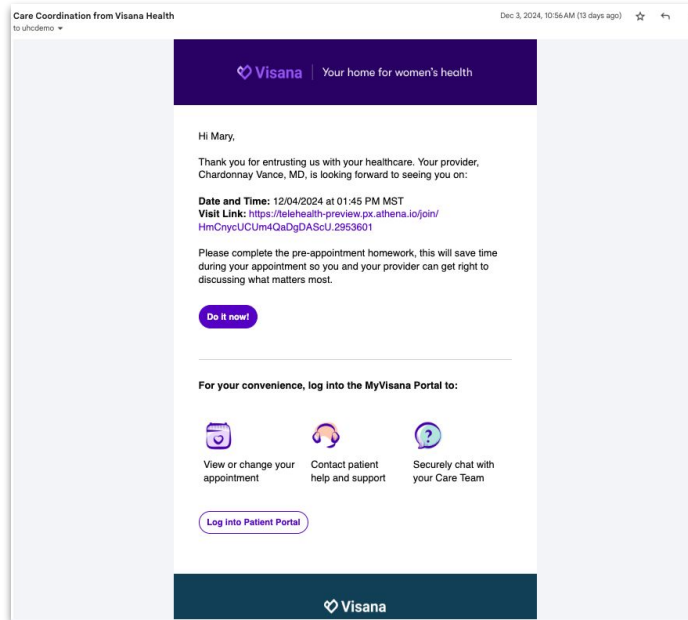 Care Coordination from Visana Health
Dec 3, 2024, 10:56 AM (13 days ago)
to uhcdemo
Visana
Your home for women's health
Hi Mary,
Thank you for entrusting us with your healthcare. Your provider,
Chardonnay Vance, MD, is looking forward to seeing you on:
Date and Time: 12/04/2024 at 01:45 PM MST
Visit Link: https://telehealth-preview.px.athena.io/join/
HmCnycUCUm4QaDgDAScU.2953601
Please complete the pre-appointment homework, this will save time
during your appointment so you and your provider can get right to
discussing what matters most.
Do it now!
For your convenience, log into the MyVisana Portal to:
View or change your
appointment
Contact patient
help and support
?
Securely chat with
your Care Team
Log into Patient Portal
Visana